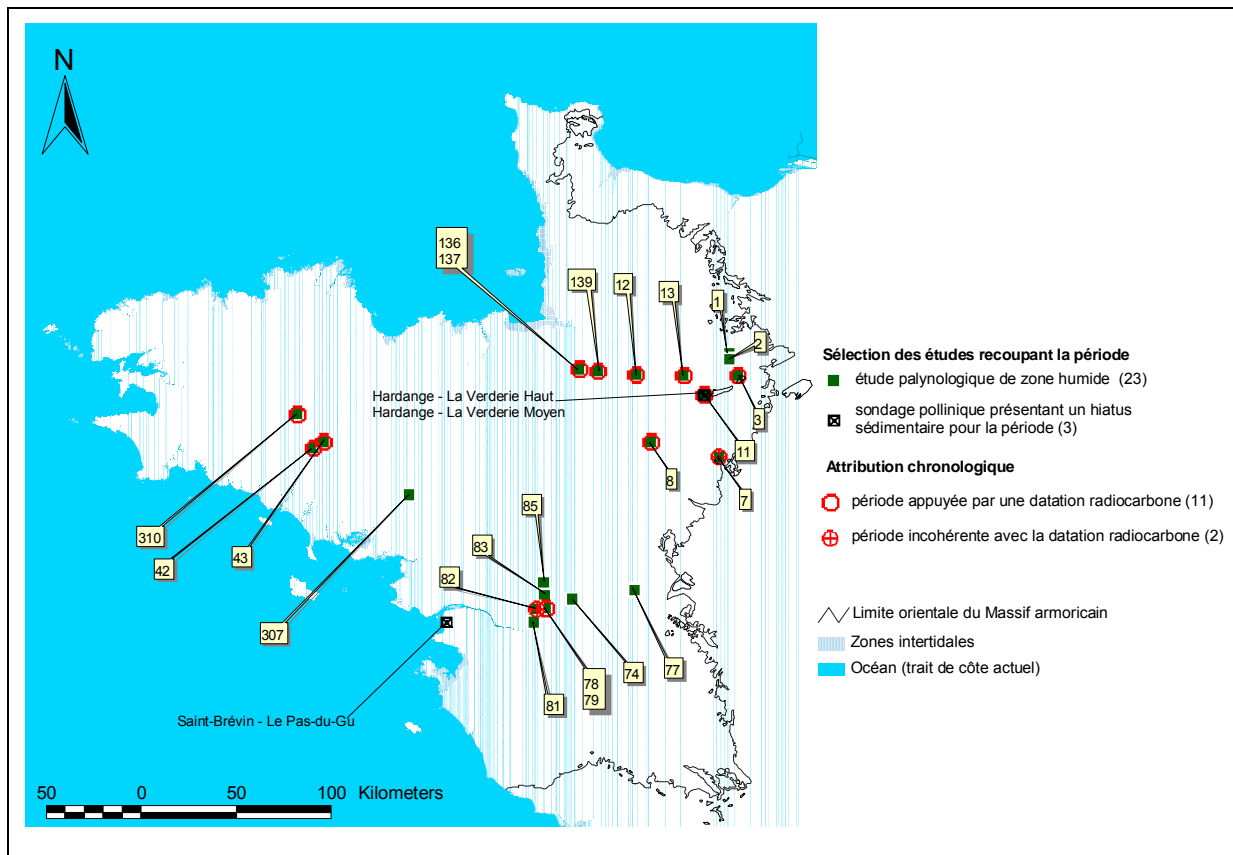 N
136
137
139
12
13
1
2
Hardange - La Verderie Haut
Hardange - La Verderie Moyen
3
11
8
7
310
42
43
307
85
83
82
81
78
79
74
77
Saint-Brévin - Le Pas-du-Gu
50 0 50 100 Kilometers
Sélection des études recoupant la période
étude palynologique de zone humide (23)
sondage pollinique présentant un hiatus
sédimentaire pour la période (3)
Attribution chronologique
période appuyée par une datation radiocarbone (11)
période incohérente avec la datation radiocarbone (2)
Limite orientale du Massif armoricain
Zones intertidales
Océan (trait de côte actuel)